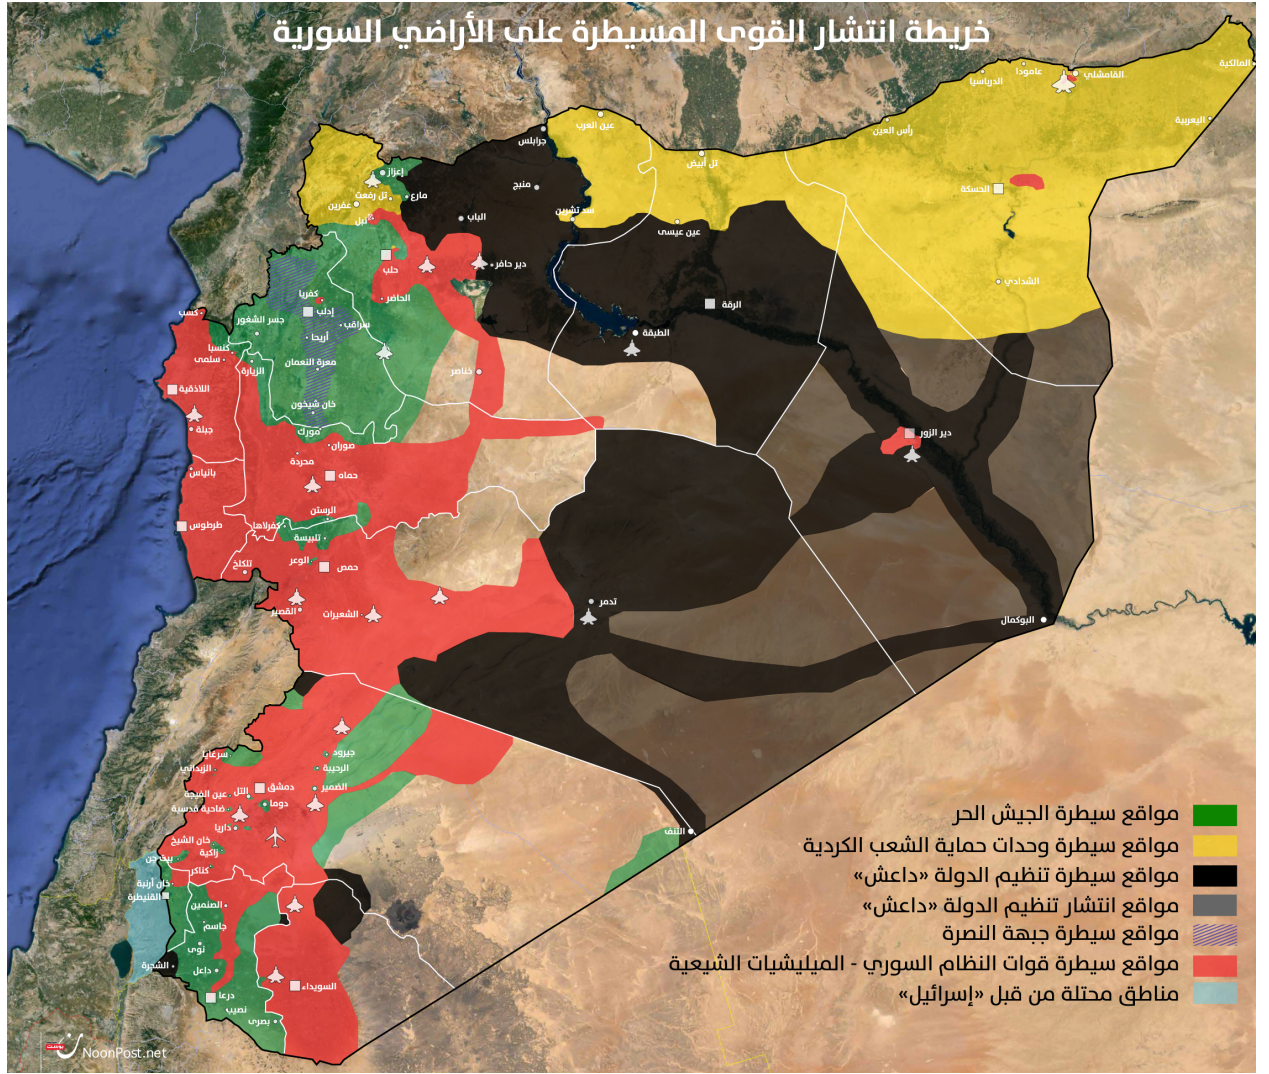 خريطة انتشار القوى المسيطرة على الأراضي السورية
المالكية
القامشلي
عامودا
الدرباسيا
اليعربية
رأس العين
عين العرب
جرابلس
تل أبيض
الحسكة
إعزاز
منبج
مارع
تل رفعت
عفرين
نبل
الباب
سد تشرين
عين عيسى
حلب
دير حافر
الشدادي
الحاضر
كفريا
إدلب
الرقة
كسب
جسر الشغور
سراقب
أريحا
الطبقة
كنسبا
سلمى
الزيارة
معرة النعمان
خناصر
اللاذقية
خان شيخون
جبلة
مورك
دير الزور
صوران
محردة
بانياس
حماه
الرستن
طرطوس
كفرلاها
تلبيسة
الوعر
حمص
تلكلخ
تدمر
القصير
الشعيرات
البوكمال
سرغايا
جيرود
الزبداني
الرحيبة
دمشق
الضمير
التل
عين الفيجة
دوما
ضاحية قدسية
داريا
التنف
خان الشيح
زاكية
بيت جن
كناكر
خان أرنبة
القنيطرة
الصنمين
جاسم
نوى
الشجرة
داعل
السويداء
درعا
نصيب
بصرى
مواقع سيطرة الجيش الحر
مواقع سيطرة وحدات حماية الشعب الكردية
مواقع سيطرة تنظيم الدولة «داعش»
مواقع انتشار تنظيم الدولة «داعش»
مواقع سيطرة جبهة النصرة
مواقع سيطرة قوات النظام السوري - الميليشيات الشيعية
مناطق محتلة من قبل «إسرائيل»
ن بوست
NoonPost.net